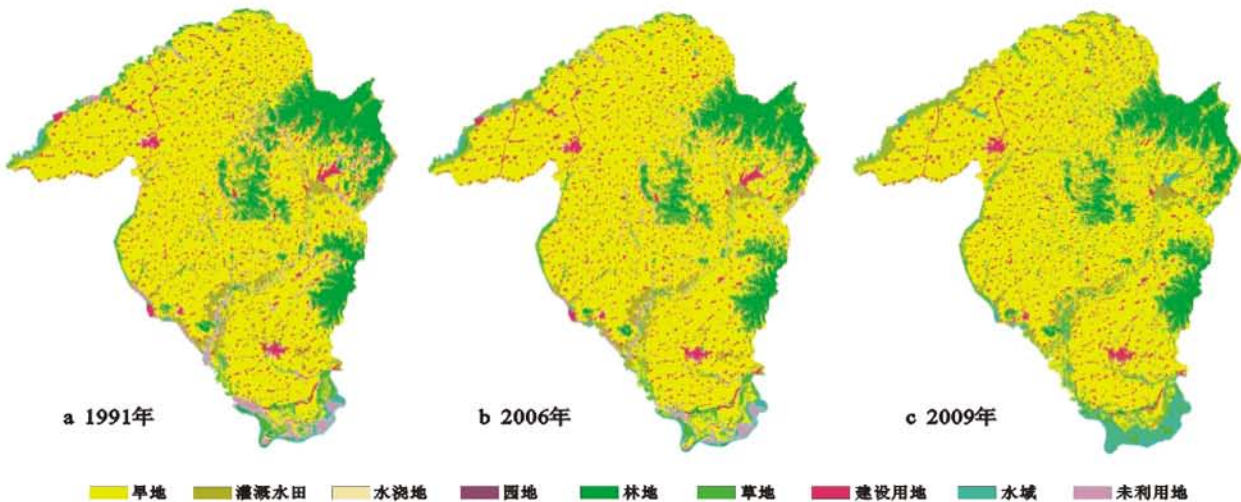 a 1991年
b 2006年
c 2009年
旱地 灌溉水田 水浇地 园地 林地 草地 建设用地 水域 未利用地